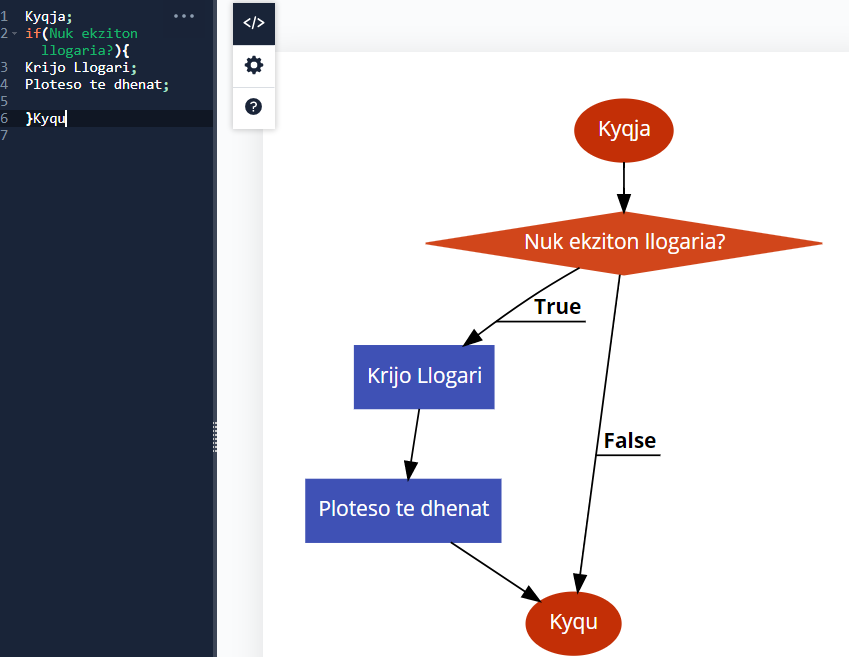 1 Kyqja;
2 if(Nuk ekziton
llogaria?){
3 Krijo Llogari;
4 Ploteso te dhenat;
5
6 }Kyqu
7
</>
?
Kyqja
Nuk ekziton llogaria?
True
Krijo Llogari
False
Ploteso te dhenat
Kyqu